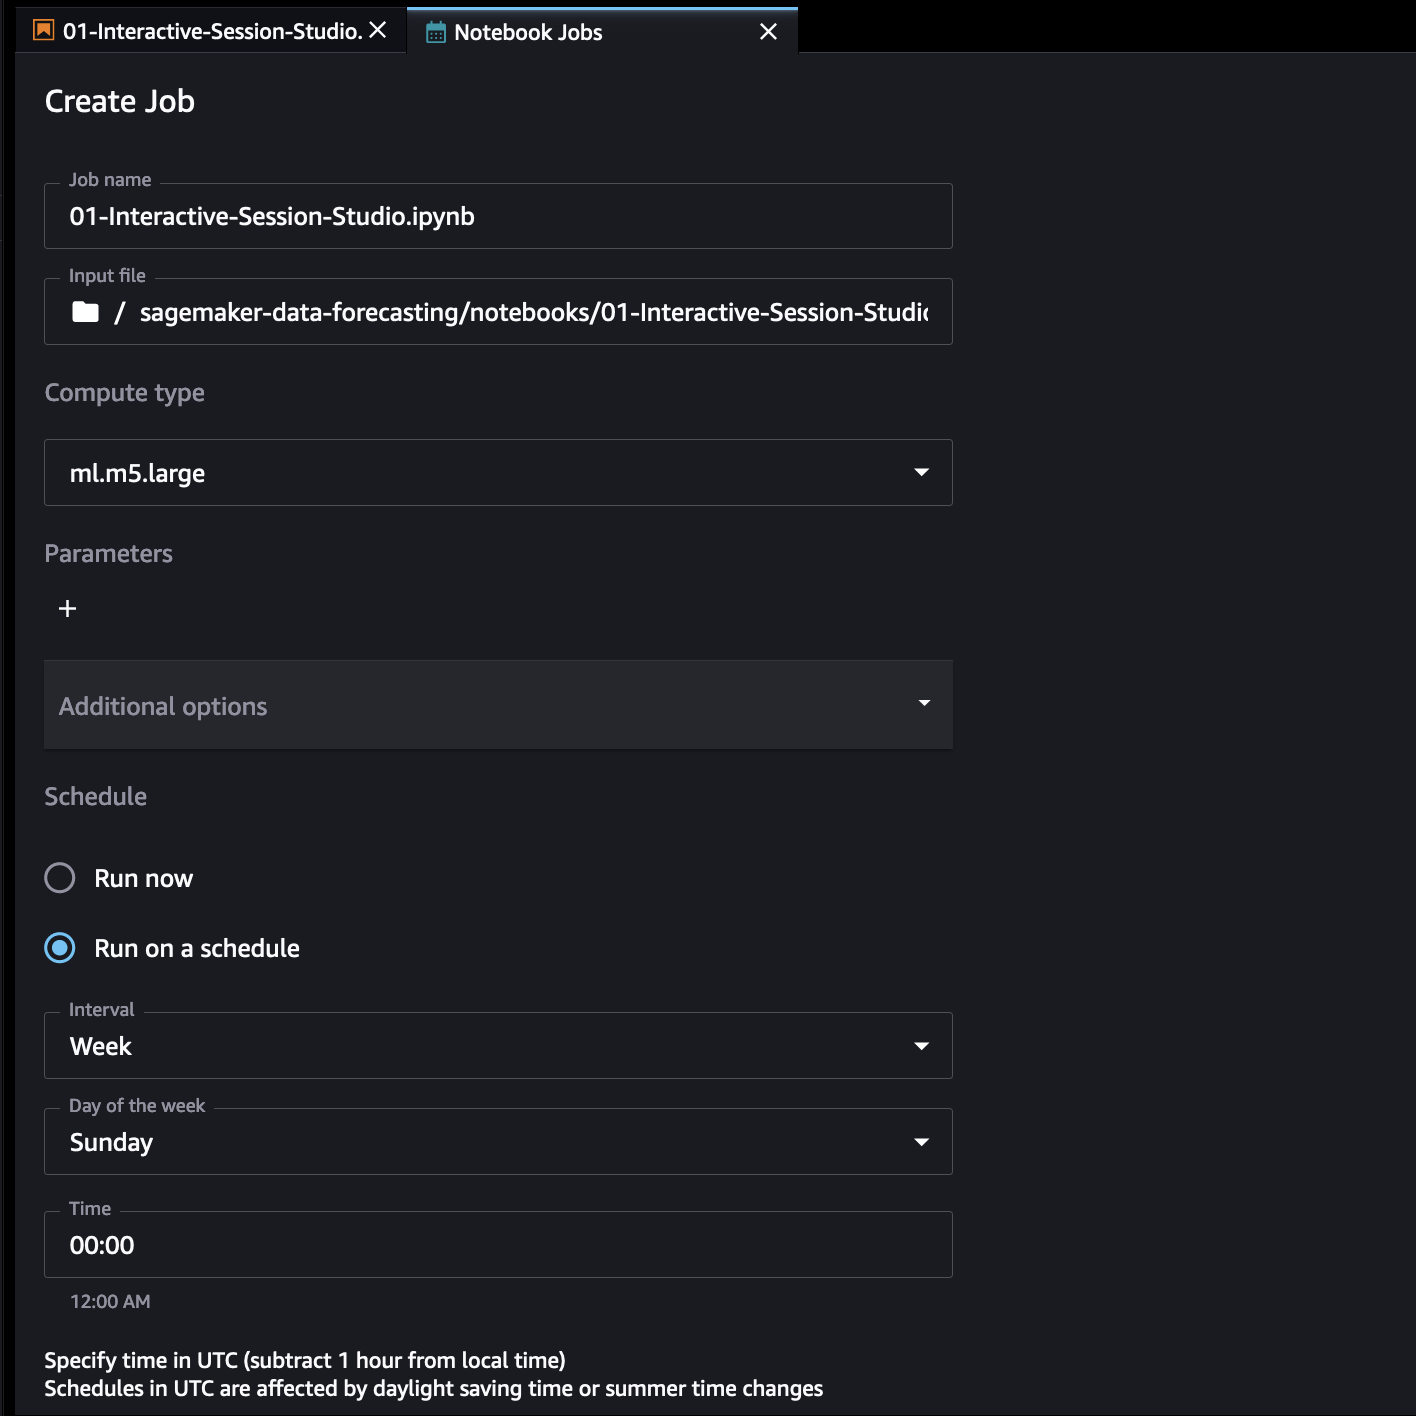 01-Interactive-Session-Studio.
Notebook Jobs
Create Job
Job name
01-Interactive-Session-Studio.ipynb
Input file
/ sagemaker-data-forecasting/notebooks/01-Interactive-Session-Studio
Compute type
ml.m5.large
Parameters
+
Additional options
Schedule
Run now
Run on a schedule
Interval
Week
Day of the week
Sunday
Time
00:00
12:00 AM
Specify time in UTC (subtract 1 hour from local time)
Schedules in UTC are affected by daylight saving time or summer time changes